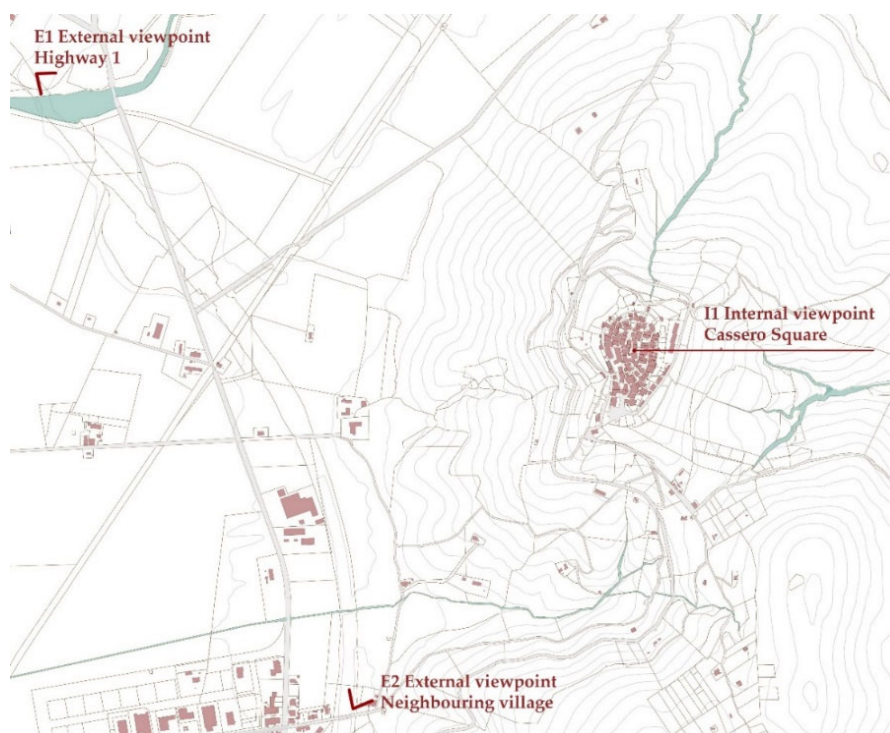 E1 External viewpoint
Highway 1
I1 Internal viewpoint
Cassero Square
E2 External viewpoint
Neighbouring village